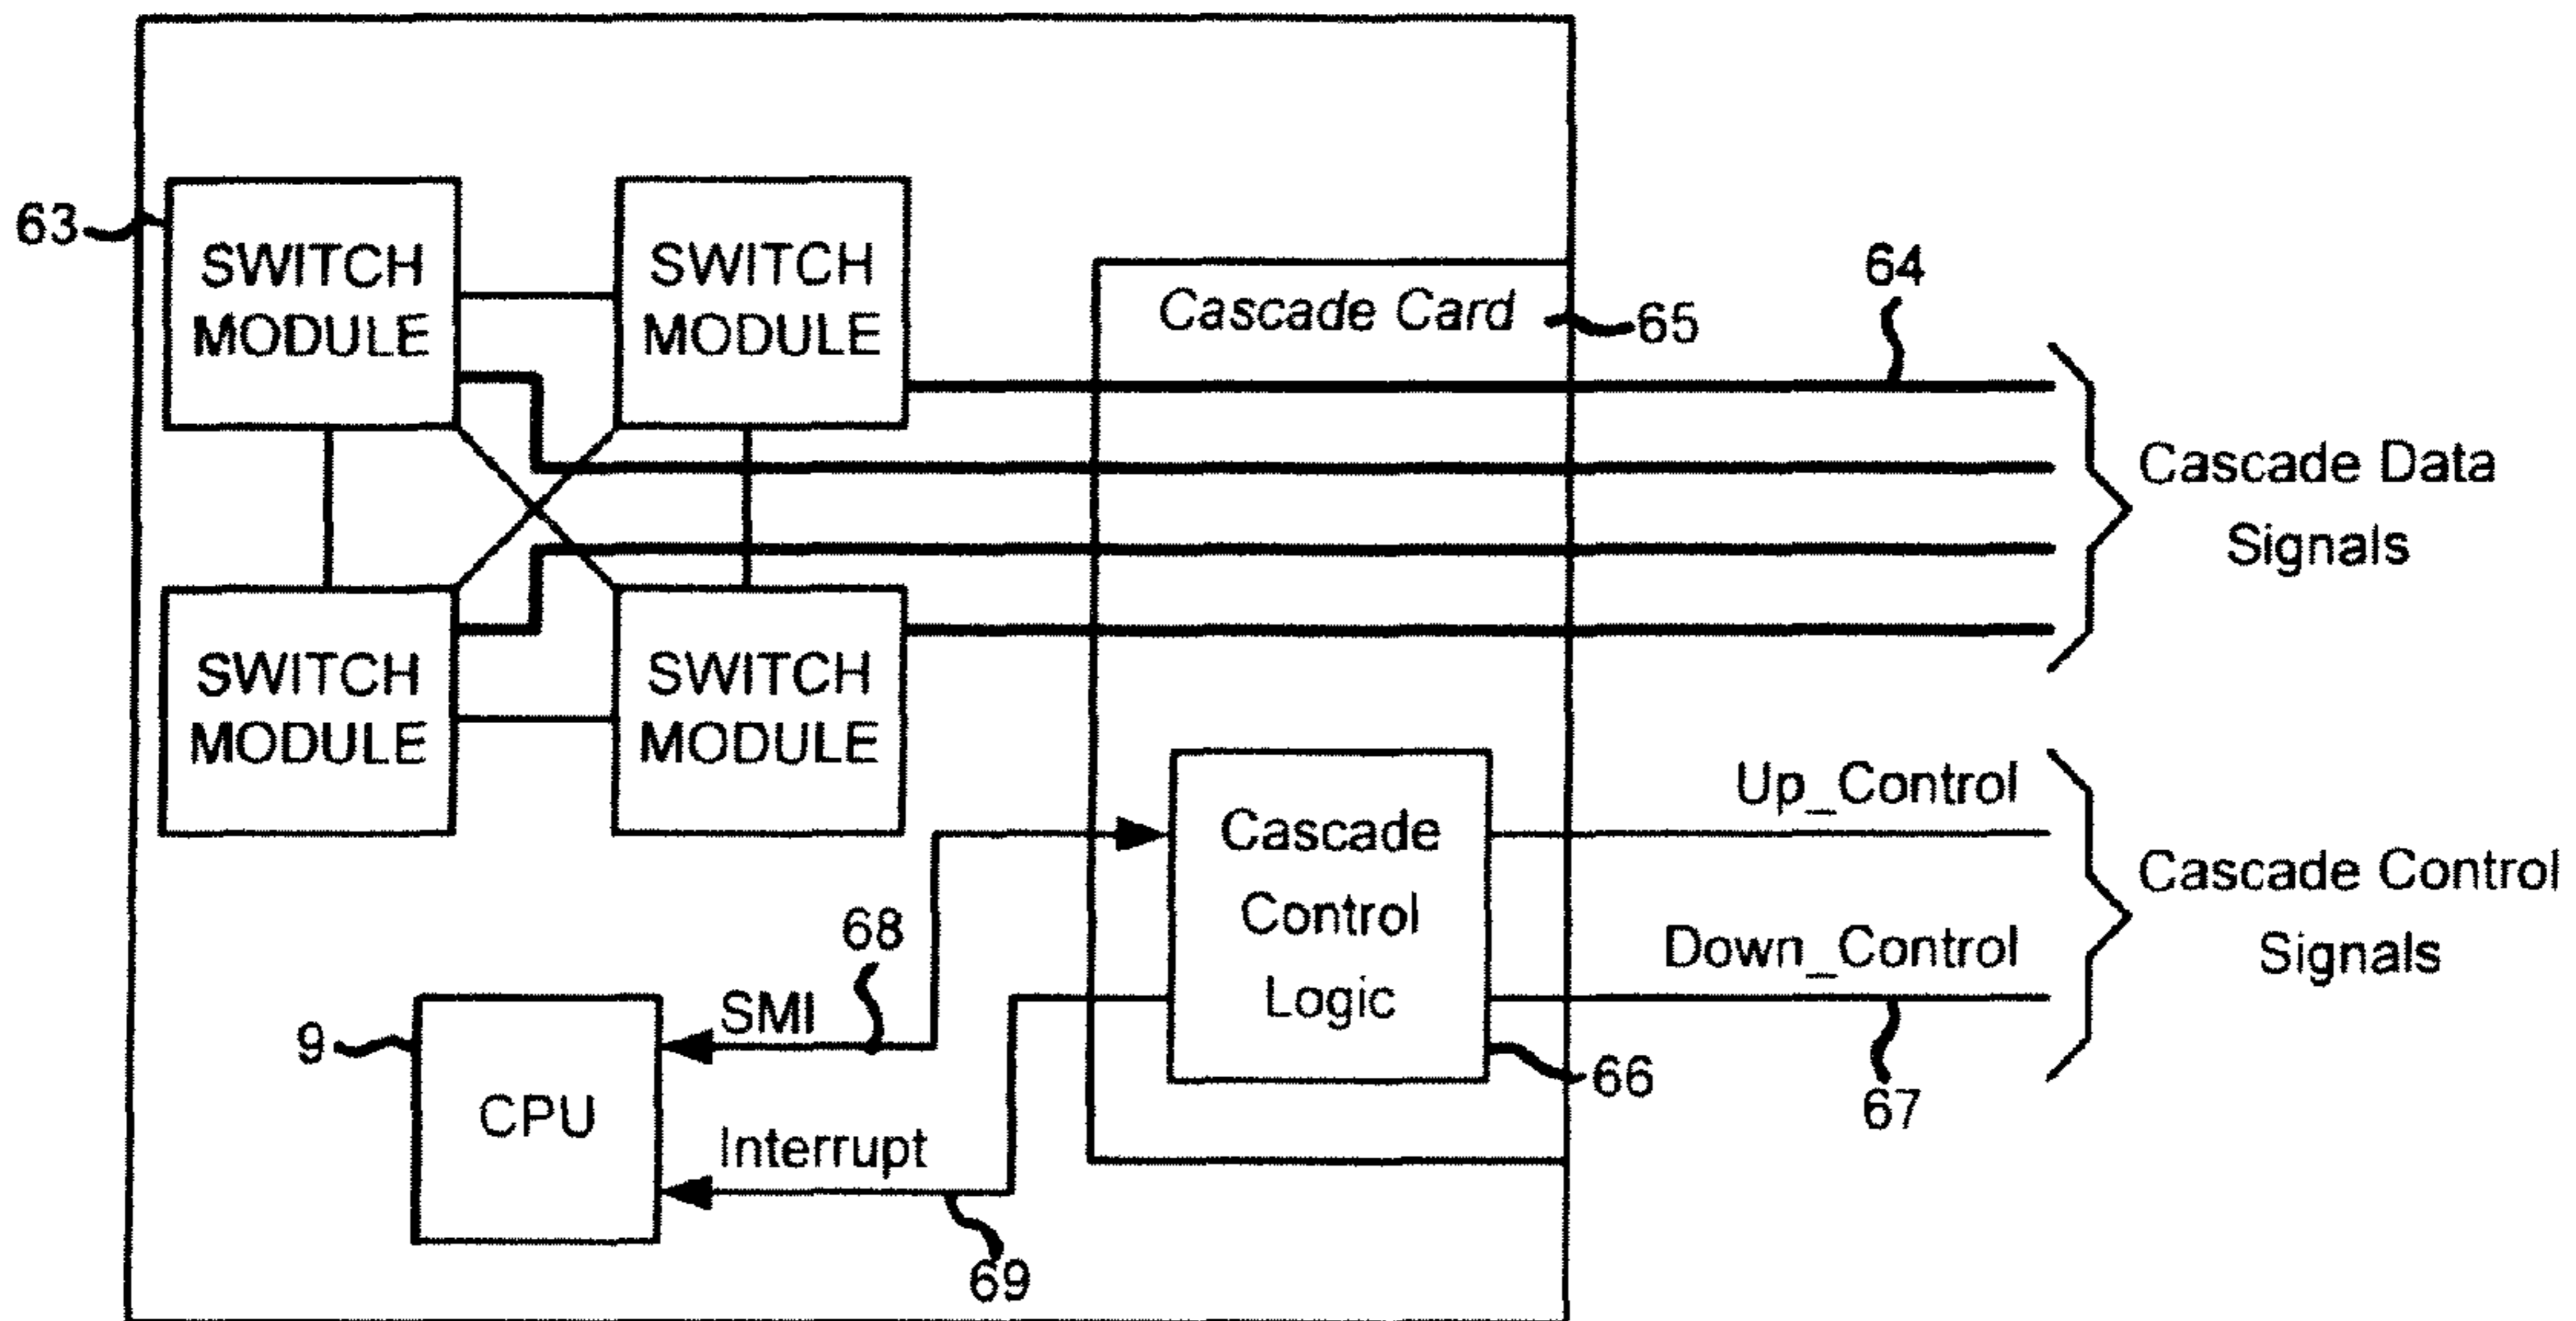 63
SWITCH
MODULE
SWITCH
MODULE
Cascade Card
65
64
Cascade Data
Signals
SWITCH
MODULE
SWITCH
MODULE
Cascade
Control
Logic
66
Up_Control
Down_Control
67
Cascade Control
Signals
68
SMI
9
CPU
Interrupt
69